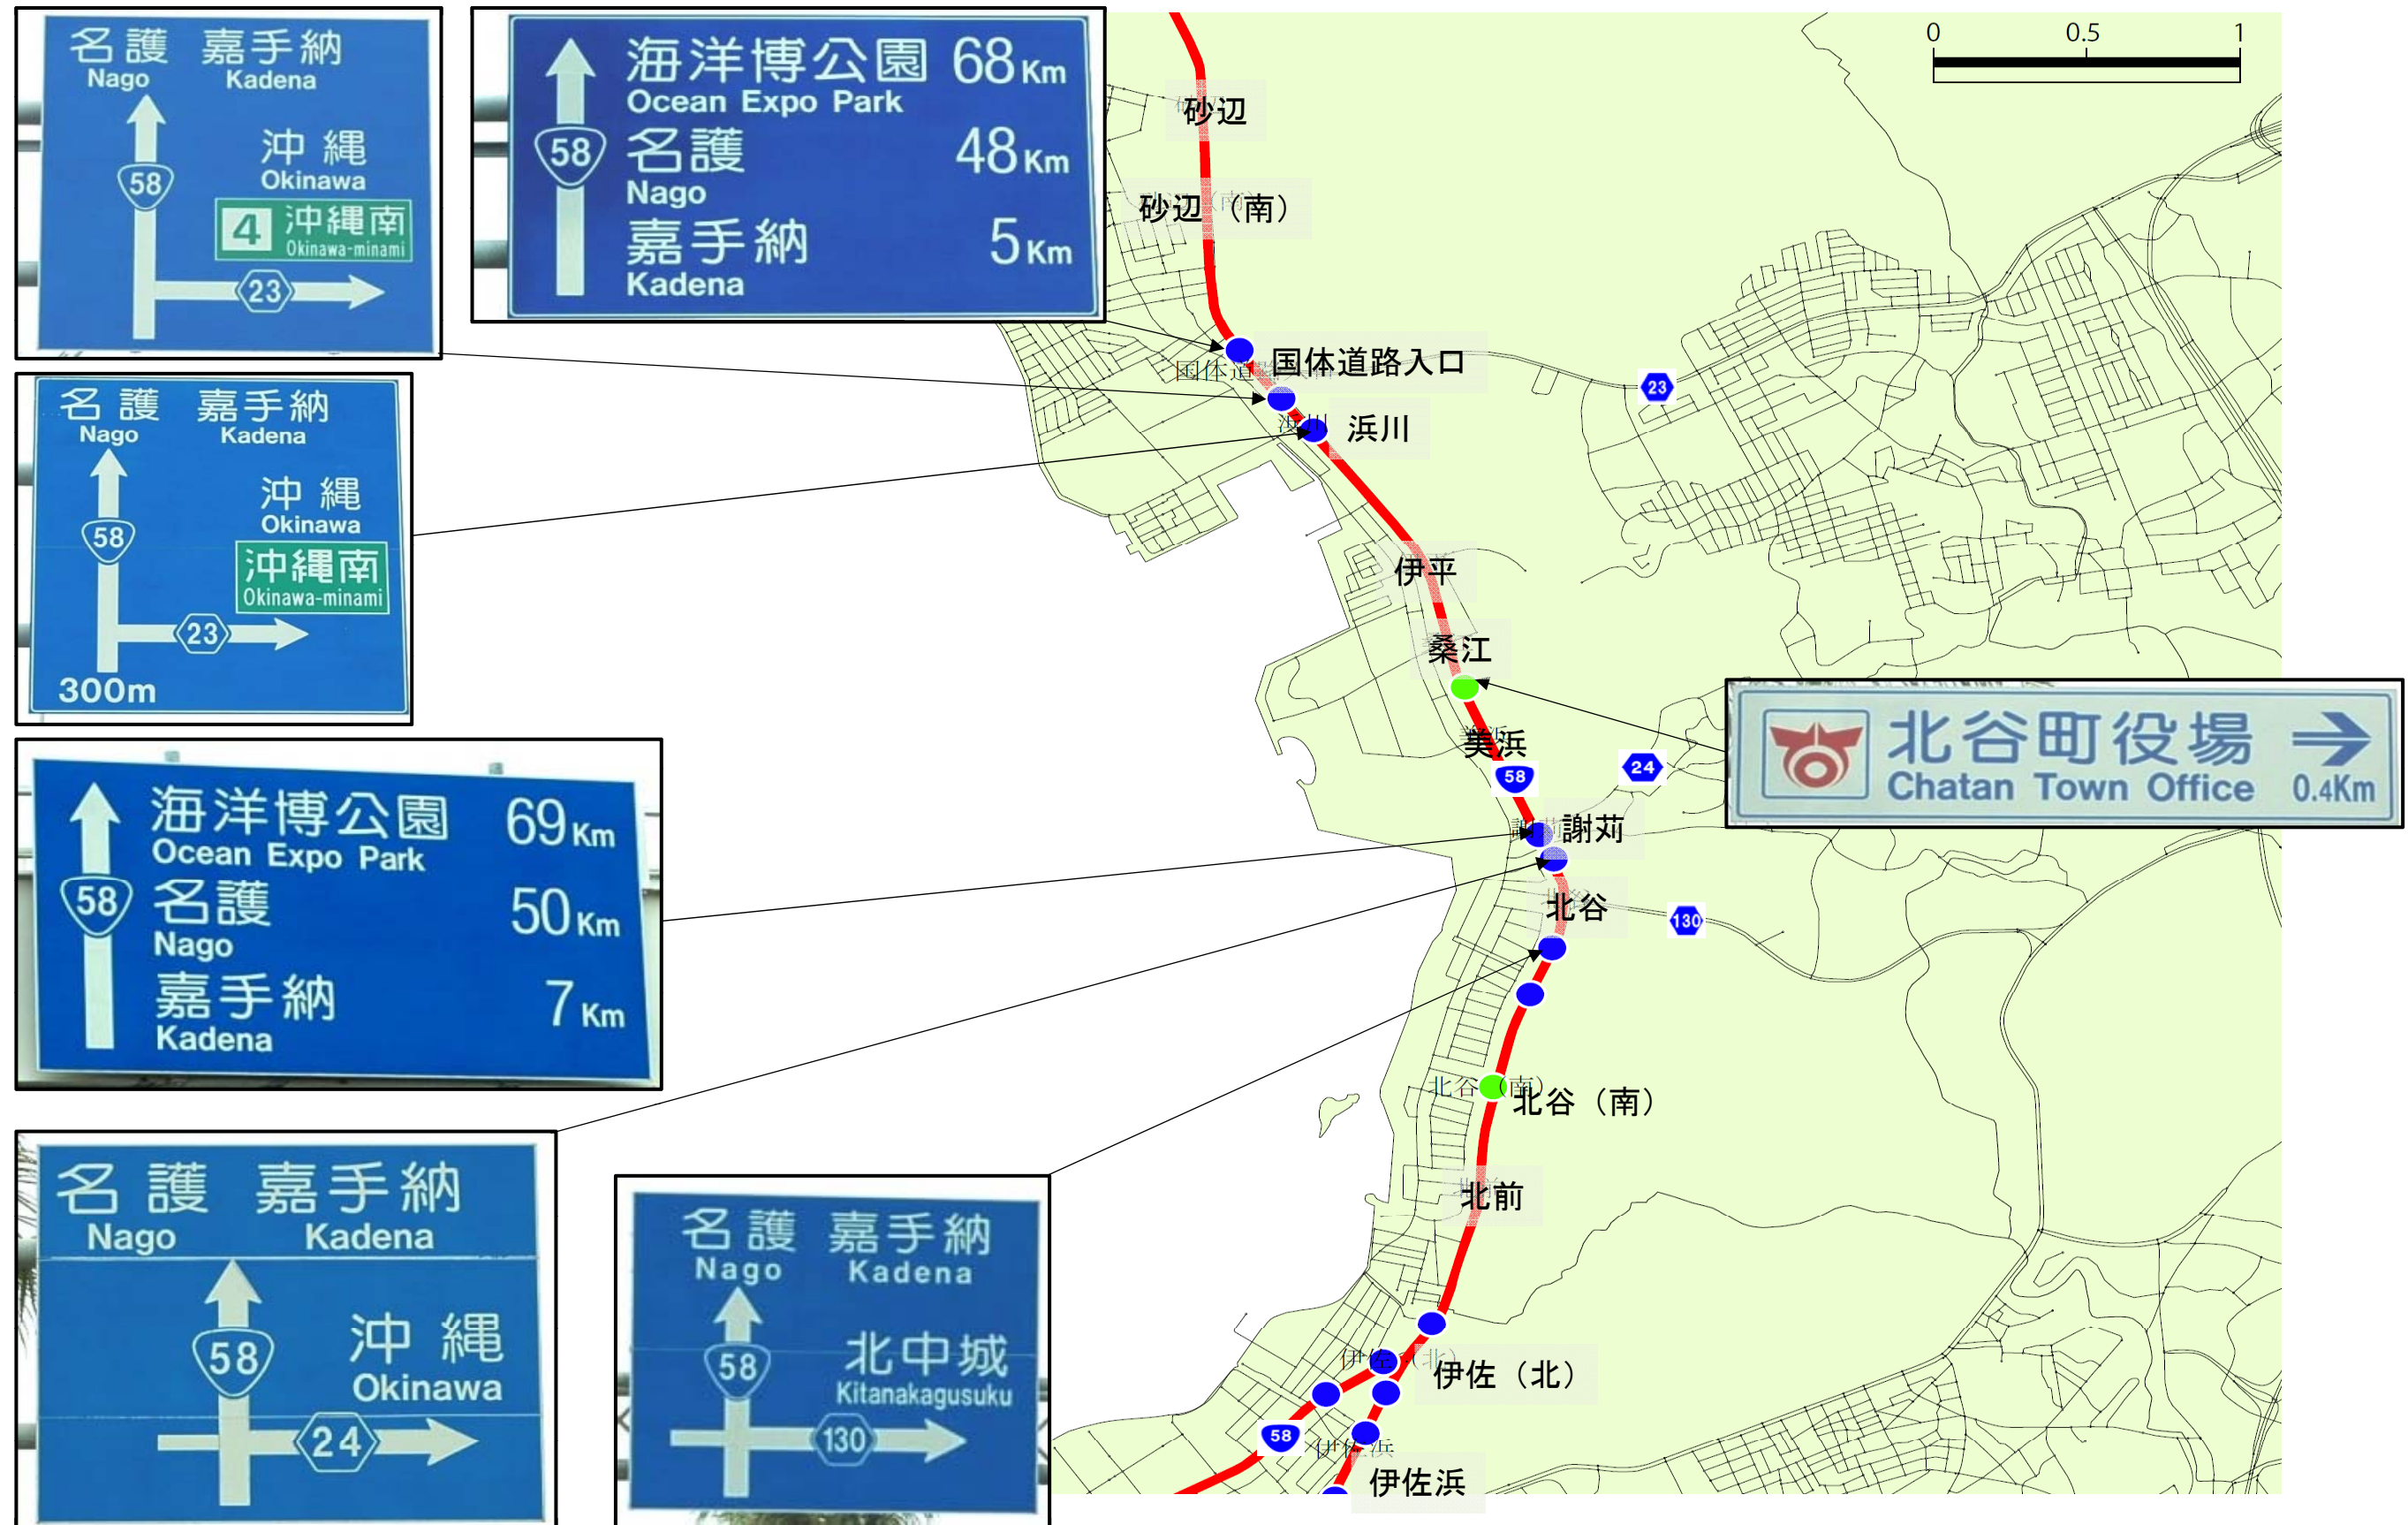 名護 嘉手納
Nago Kadena
沖縄
Okinawa
58
4 沖縄南
Okinawa-minami
23
海洋博公園 68Km
Ocean Expo Park
58
名護 48Km
Nago
嘉手納 5Km
Kadena
名護 嘉手納
Nago Kadena
沖縄
Okinawa
58
沖縄南
Okinawa-minami
23
300m
海洋博公園 69Km
Ocean Expo Park
58
名護 50Km
Nago
嘉手納 7Km
Kadena
名護 嘉手納
Nago Kadena
58
沖縄
Okinawa
24
名護 嘉手納
Nago Kadena
58
北中城
Kitanakagusuku
130
0 0.5 1
砂辺
砂辺（南）
国体道路入口
23
浜川
伊平
桑江
北谷町役場
Chatan Town Office 0.4Km
美浜
58
24
謝苅
北谷
130
北谷（南）
北谷（南）
北前
伊佐（北）
58
伊佐浜
伊佐浜